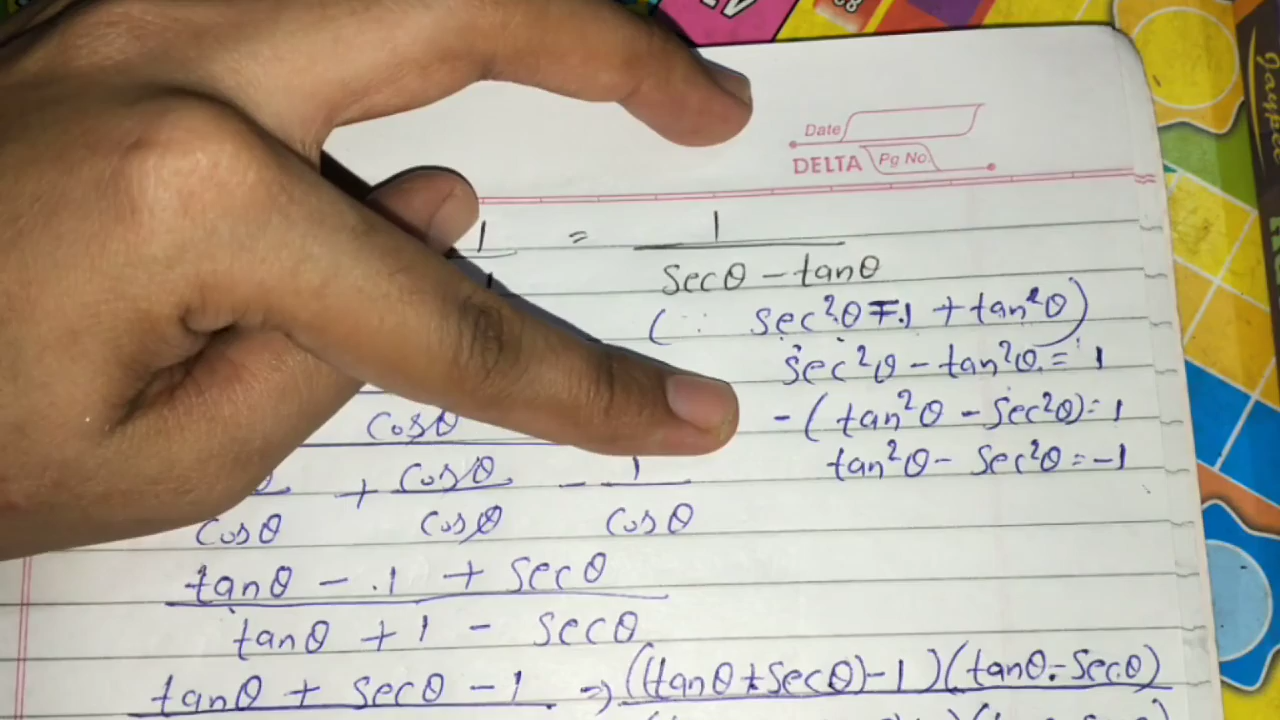 Date
DELTA Pg No.
1 = 1
secθ - tanθ
(∵ sec²θ = 1 + tan²θ)
sec²θ - tan²θ = 1
- (tan²θ - sec²θ) = 1
cosθ
tan²θ - sec²θ = -1
+ cosθ - 1
cosθ cosθ cosθ
tanθ - 1 + secθ
tanθ + 1 - secθ
tanθ + secθ - 1 ⇒ ((tanθ + secθ) - 1)(tanθ - secθ)